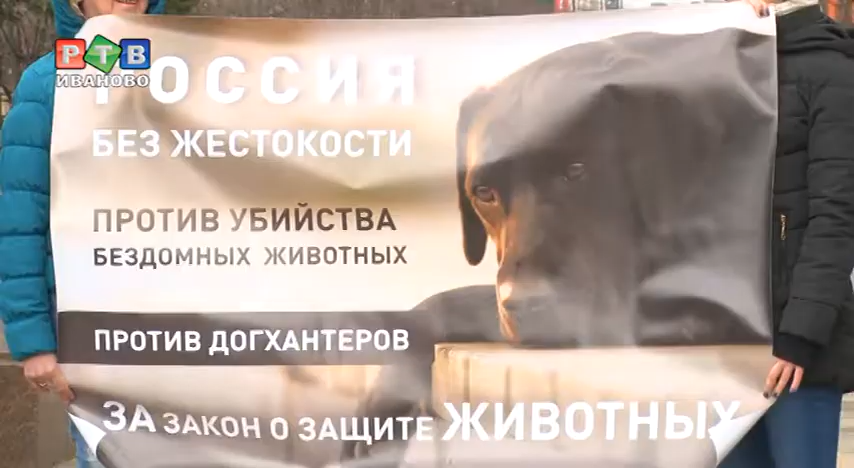 РТВ
ИВАНОВО
РОССИЯ
БЕЗ ЖЕСТОКОСТИ
ПРОТИВ УБИЙСТВА
БЕЗДОМНЫХ ЖИВОТНЫХ
ПРОТИВ ДОГХАНТЕРОВ
ЗА ЗАКОН О ЗАЩИТЕ ЖИВОТНЫХ